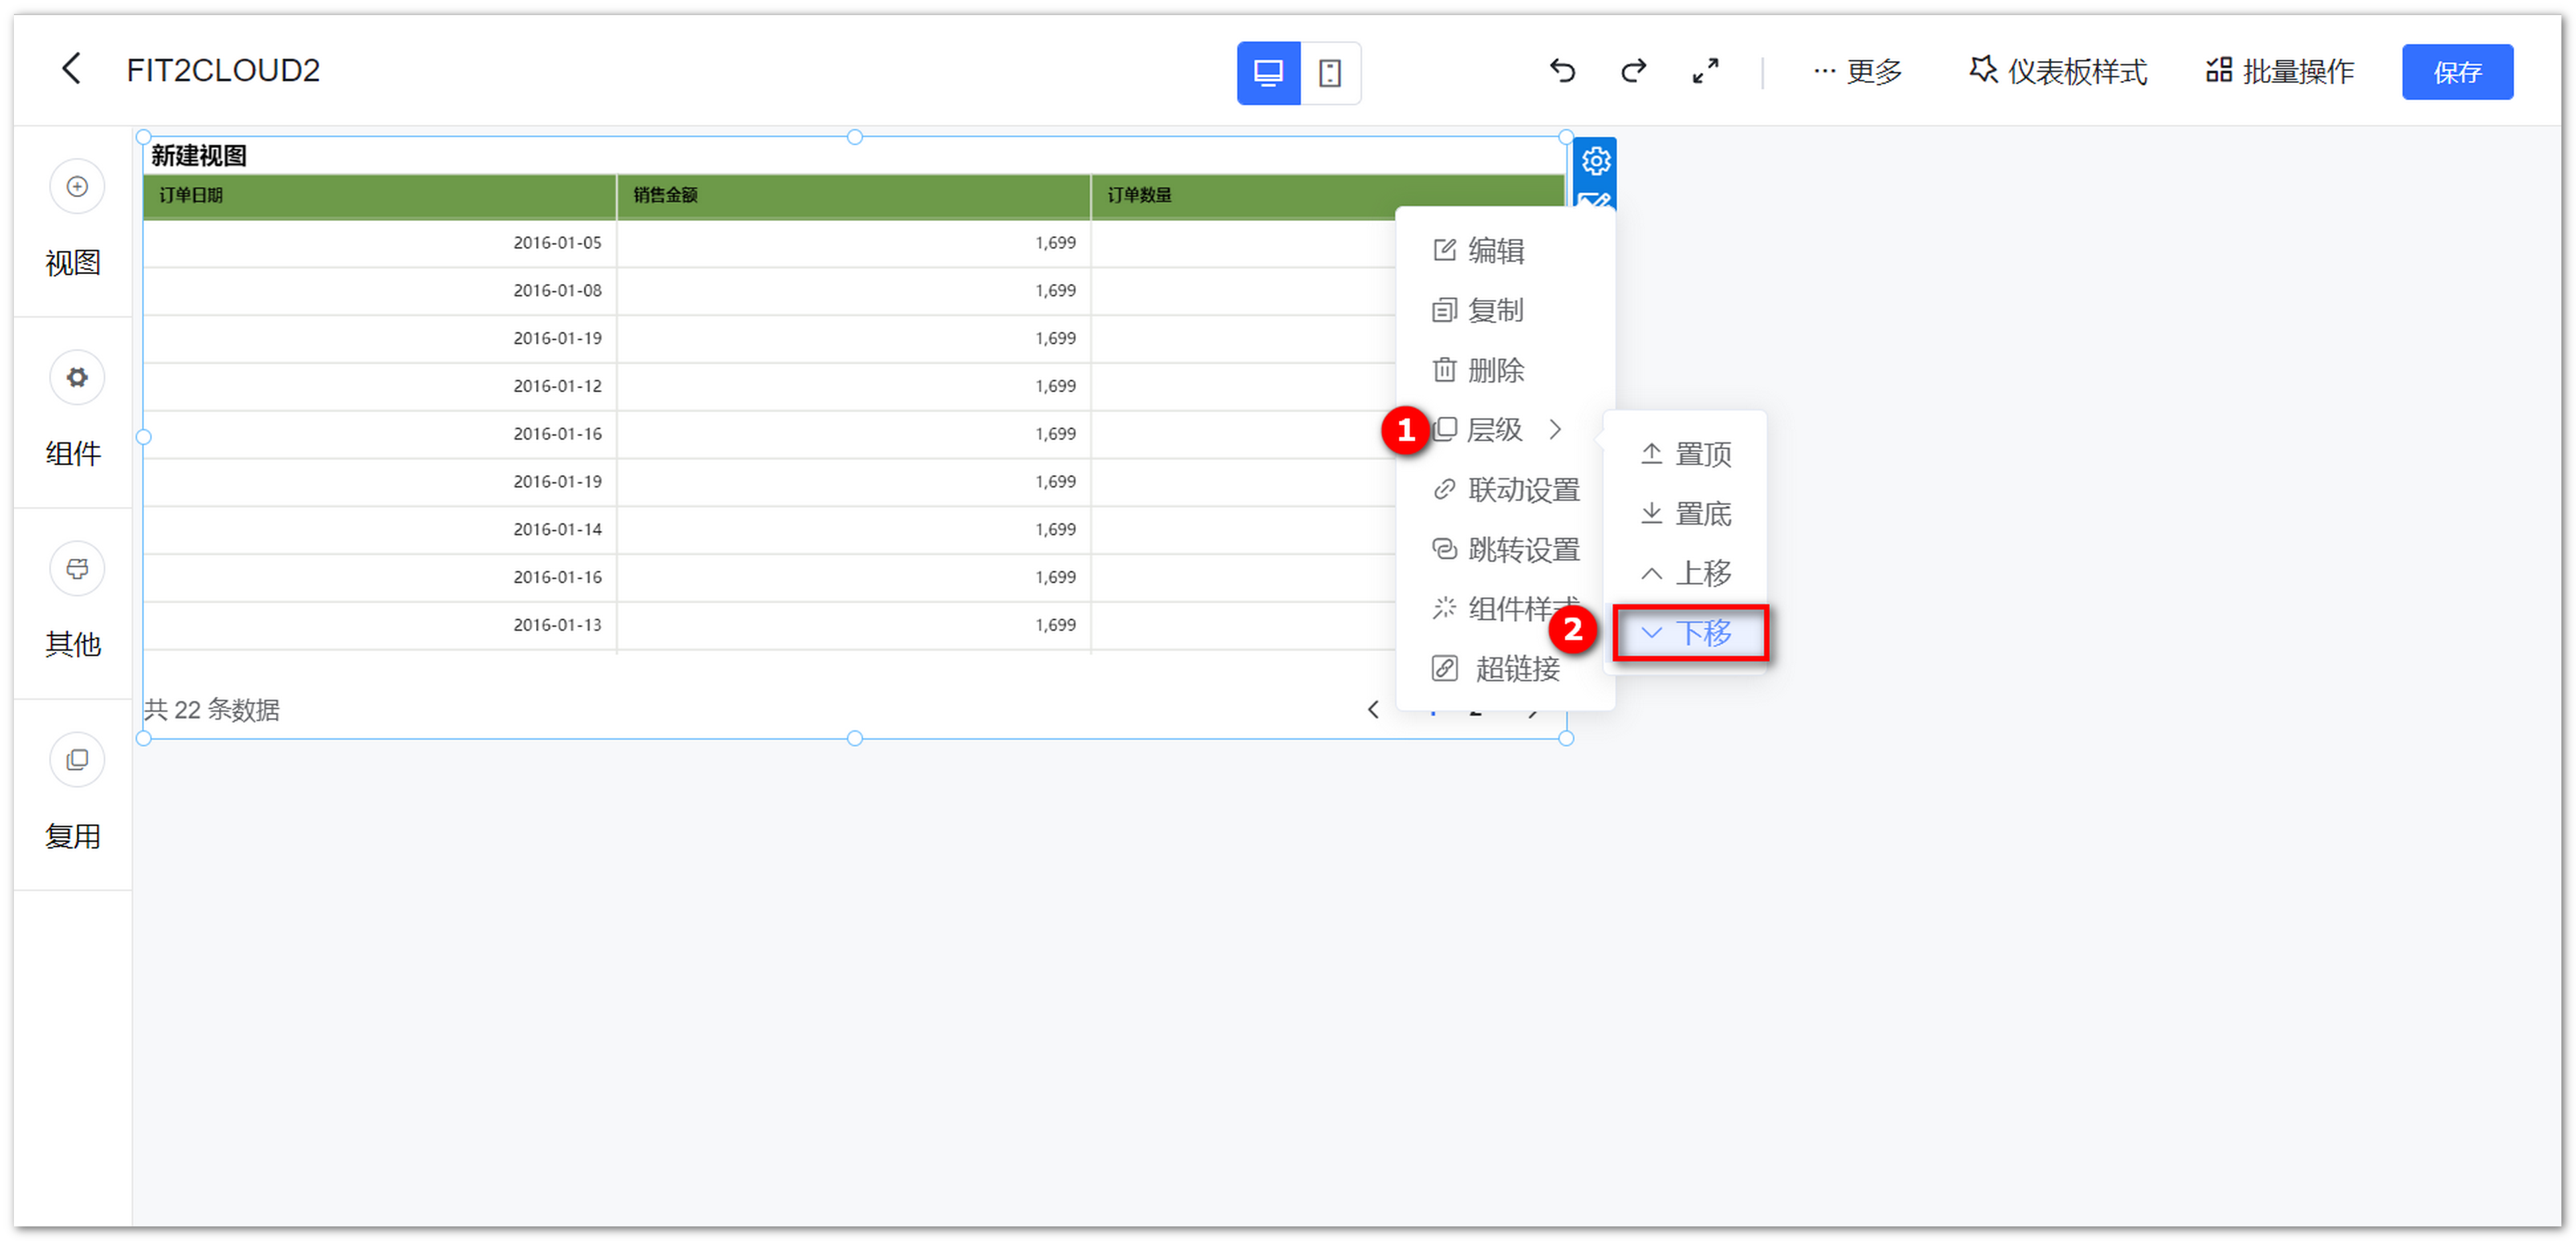 FIT2CLOUD2
··· 更多
仪表板样式
批量操作
保存
视图
组件
其他
复用
新建视图
订单日期 销售金额 订单数量
2016-01-05 1,699
2016-01-08 1,699
2016-01-19 1,699
2016-01-12 1,699
2016-01-16 1,699
2016-01-19 1,699
2016-01-14 1,699
2016-01-16 1,699
2016-01-13 1,699
共 22 条数据
编辑
复制
删除
1 层级
联动设置
跳转设置
组件样式
超链接
置顶
置底
上移
2 下移